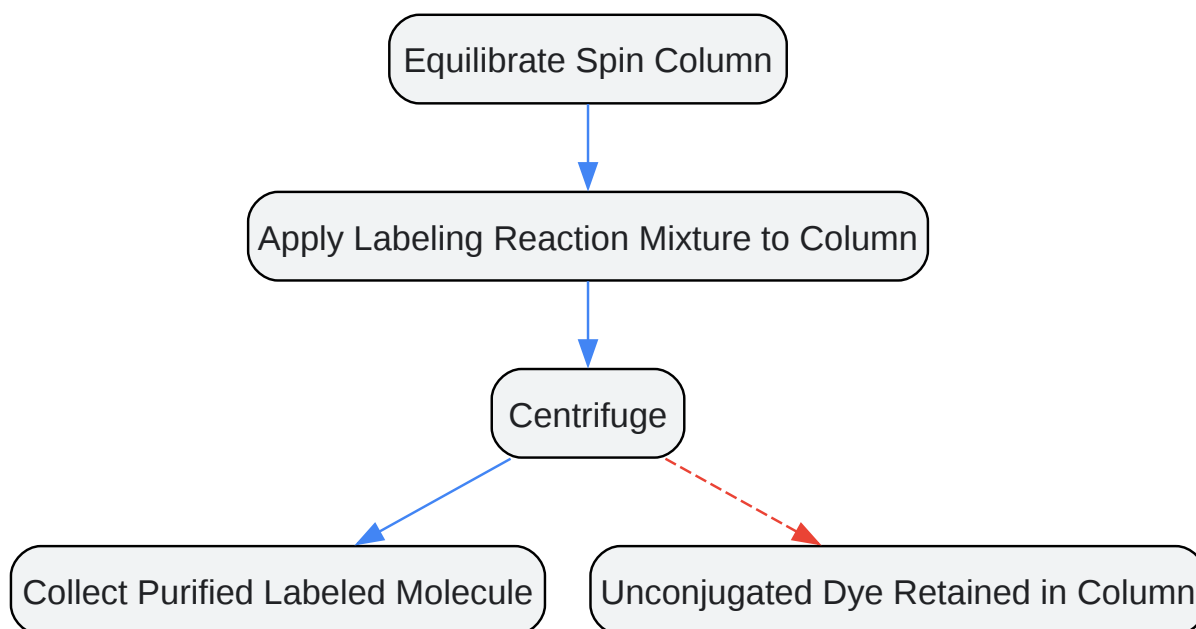 Equilibrate Spin Column
Apply Labeling Reaction Mixture to Column
Centrifuge
Collect Purified Labeled Molecule
Unconjugated Dye Retained in Column